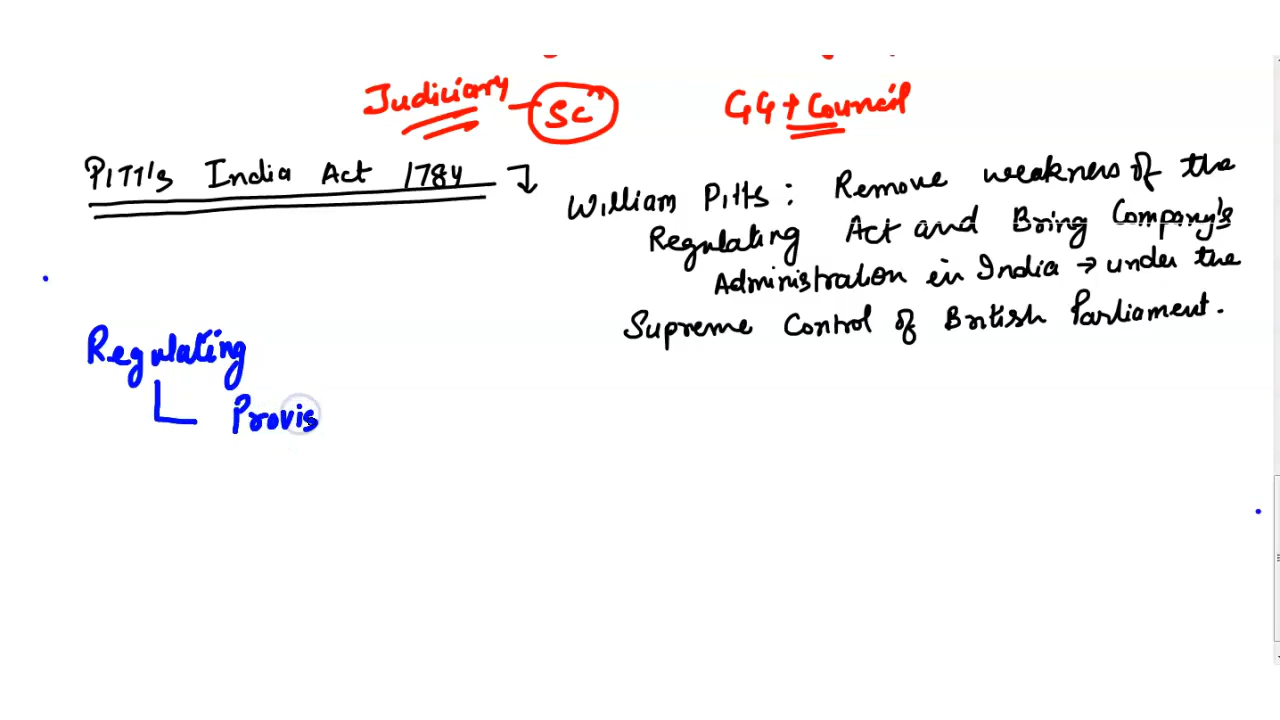 Judiciary - SC"
GG + Council
PITT's India Act 1784
William Pitts : Remove weakness of the
Regulating Act and Bring Company's
Administration in India → under the
Supreme Control of British Parliament.
Regulating
Provis